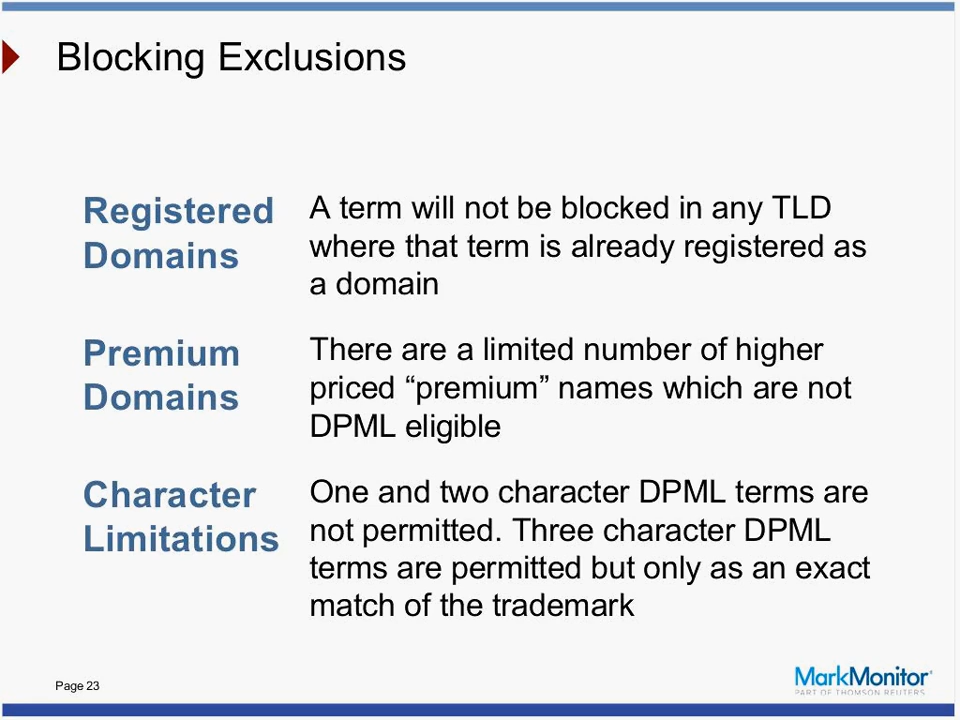 Blocking Exclusions
Registered
Domains
A term will not be blocked in any TLD
where that term is already registered as
a domain
Premium
Domains
There are a limited number of higher
priced “premium” names which are not
DPML eligible
Character
Limitations
One and two character DPML terms are
not permitted. Three character DPML
terms are permitted but only as an exact
match of the trademark
Page 23
MarkMonitor
PART OF THOMSON REUTERS